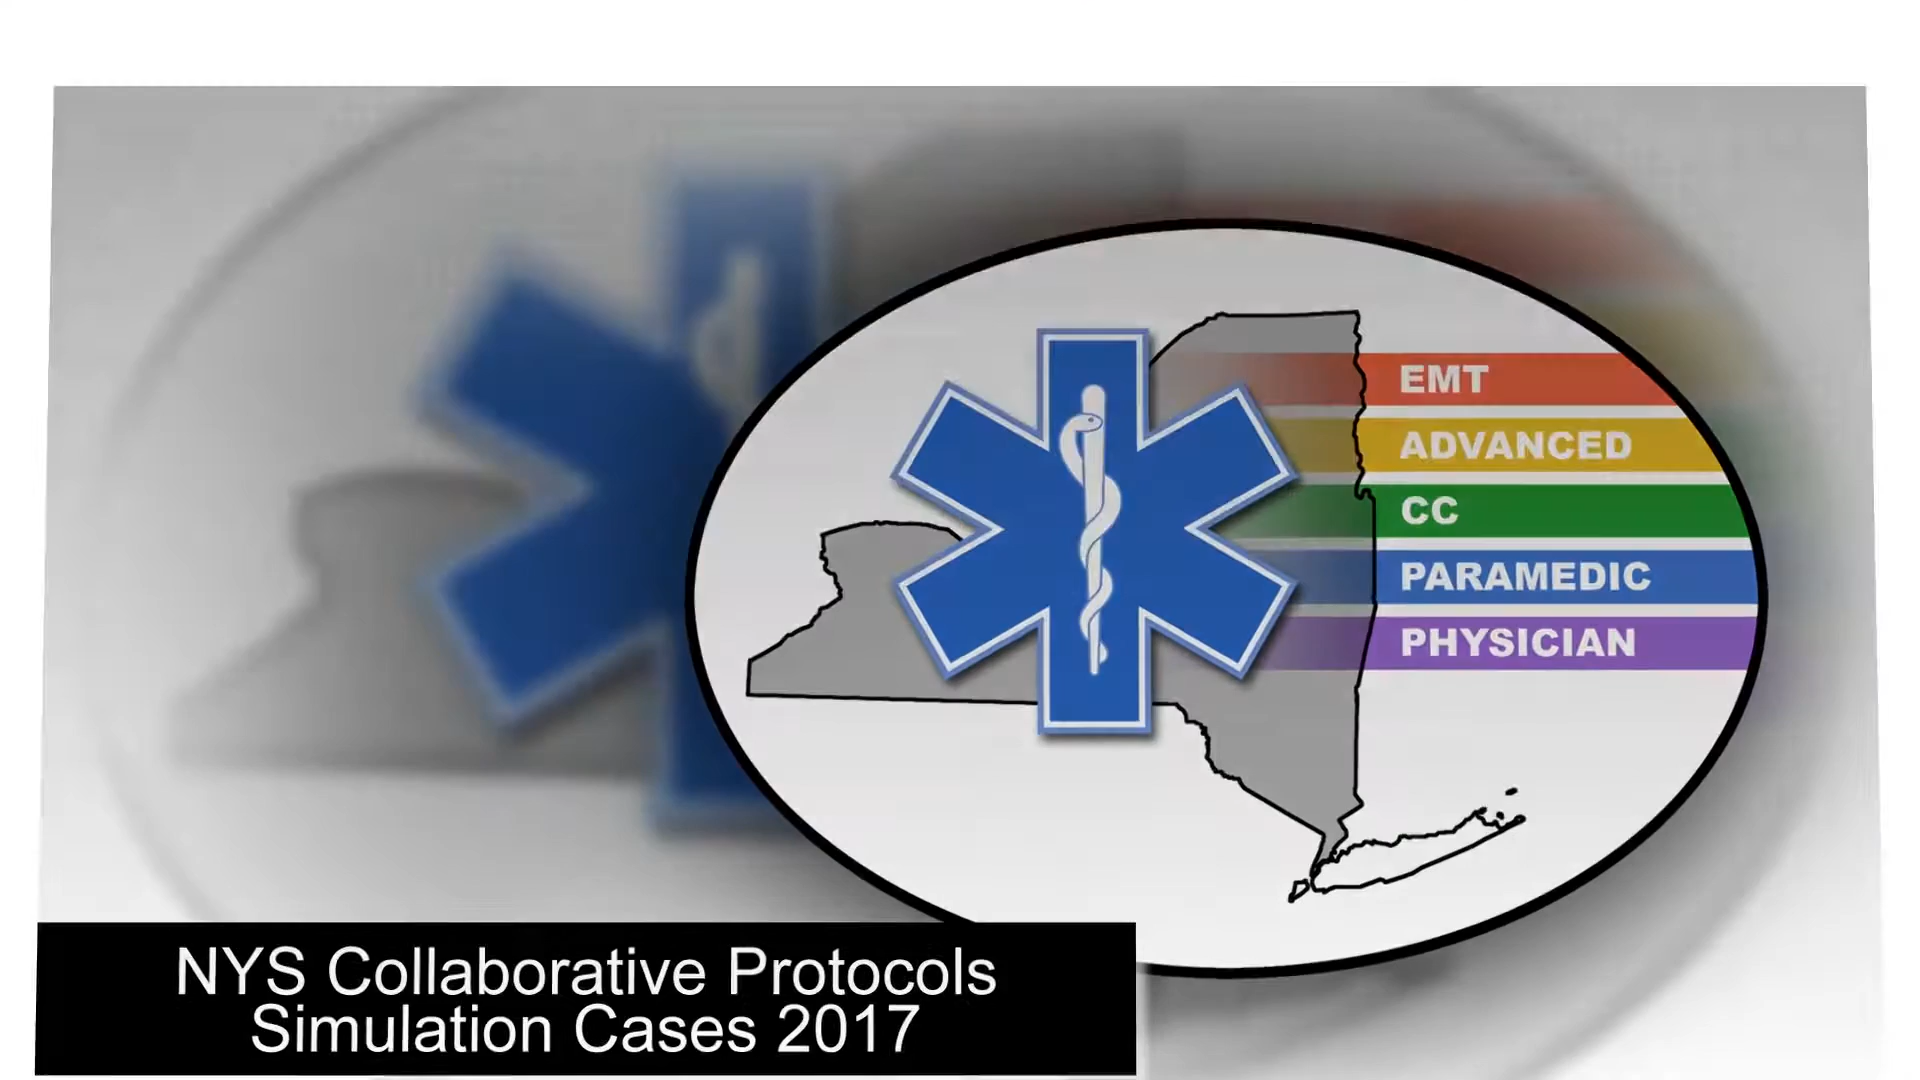 EMT
ADVANCED
CC
PARAMEDIC
PHYSICIAN
NYS Collaborative Protocols
Simulation Cases 2017